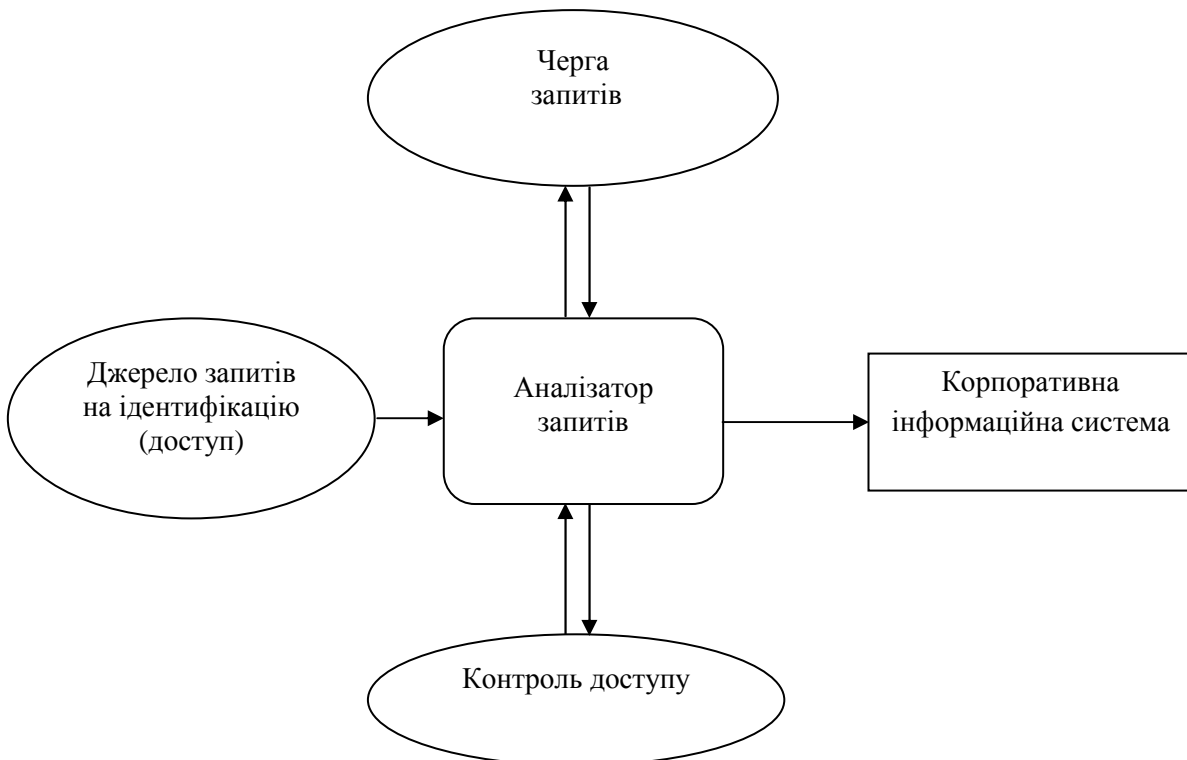 Черга
запитів
Джерело запитів
на ідентифікацію
(доступ)
Аналізатор
запитів
Корпоративна
інформаційна система
Контроль доступу